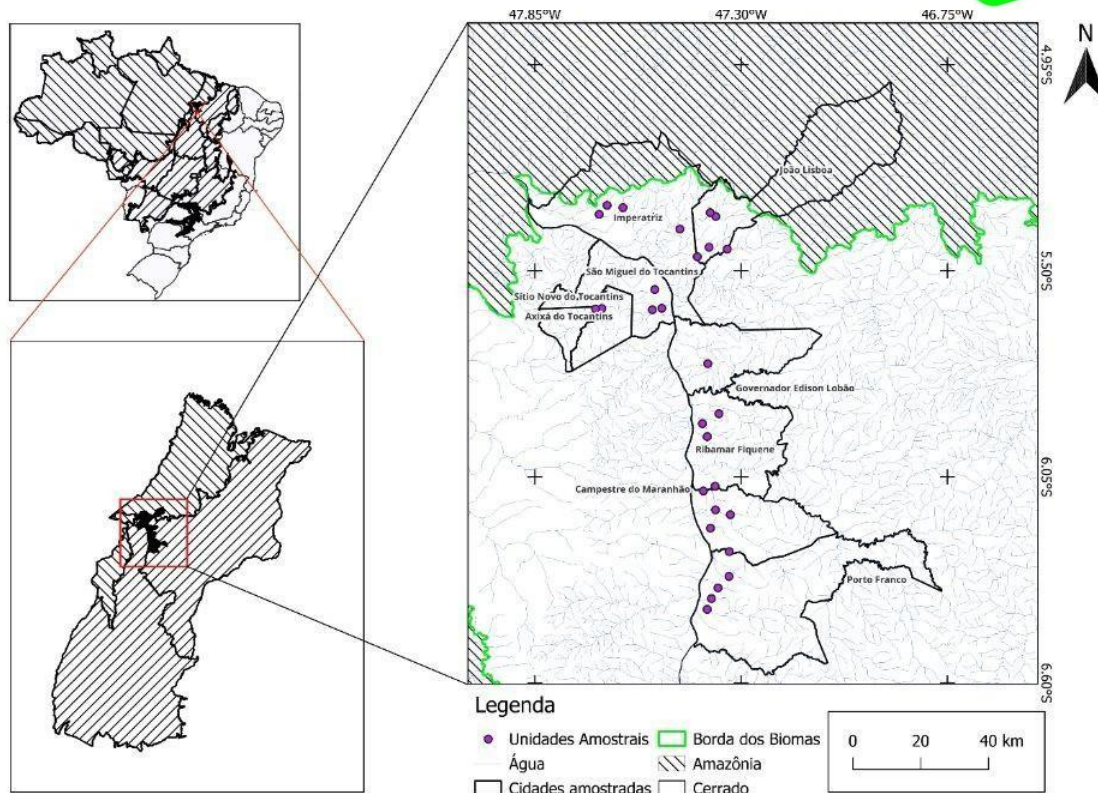 47.85°W 47.30°W 46.75°W
N
4.95°S
João Lisboa
Imperatriz
São Miguel do Tocantins
5.50°S
Sítio Novo do Tocantins
Axixá do Tocantins
Governador Edison Lobão
Ribamar Fiquene
6.05°S
Campestre do Maranhão
Porto Franco
6.60°S
Legenda
Unidades Amostrais Borda dos Biomas
Água Amazônia
Cidades amostradas Cerrado
0 20 40 km